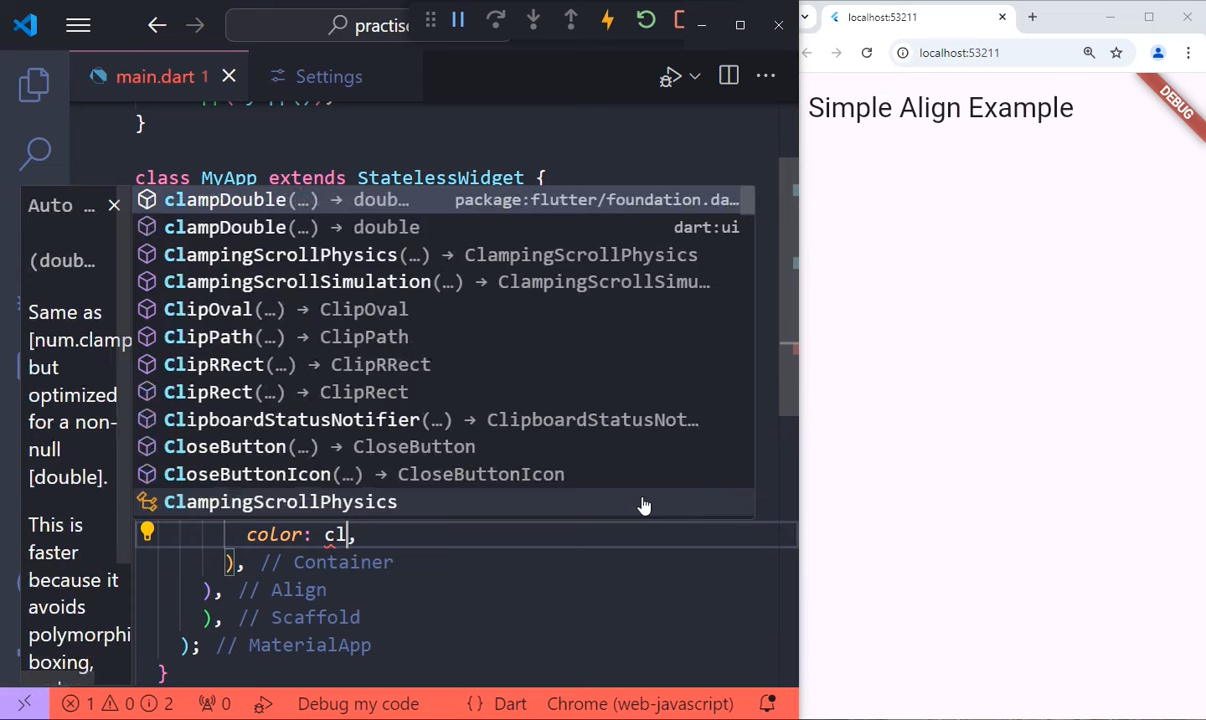 practise
localhost:53211
main.dart 1
Settings
localhost:53211
}
Simple Align Example
DEBUG
class MyApp extends StatelessWidget {
Auto ...
(doub...
Same as
[num.clamp
but
optimized
for a non-
null
[double].
This is
faster
because it
avoids
polymorphi
boxing,
clampDouble(…) → doub... package:flutter/foundation.da...
clampDouble(…) → double dart:ui
ClampingScrollPhysics(…) → ClampingScrollPhysics
ClampingScrollSimulation(…) → ClampingScrollSimu...
ClipOval(…) → ClipOval
ClipPath(…) → ClipPath
ClipRRect(…) → ClipRRect
ClipRect(…) → ClipRect
ClipboardStatusNotifier(…) → ClipboardStatusNot...
CloseButton(…) → CloseButton
CloseButtonIcon(…) → CloseButtonIcon
ClampingScrollPhysics
color: cl,
), // Container
), // Align
), // Scaffold
); // MaterialApp
}
1 0 2 0 Debug my code {} Dart Chrome (web-javascript)